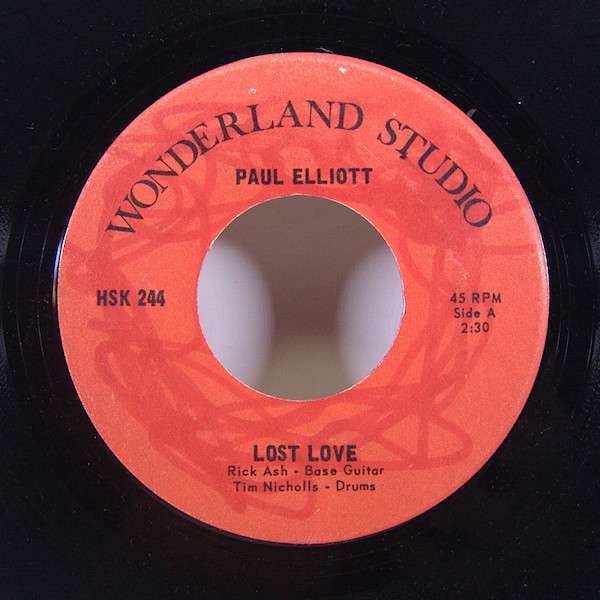 WONDERLAND STUDIO
PAUL ELLIOTT
HSK 244
45 RPM
Side A
2:30
LOST LOVE
Rick Ash - Base Guitar
Tim Nicholls - Drums